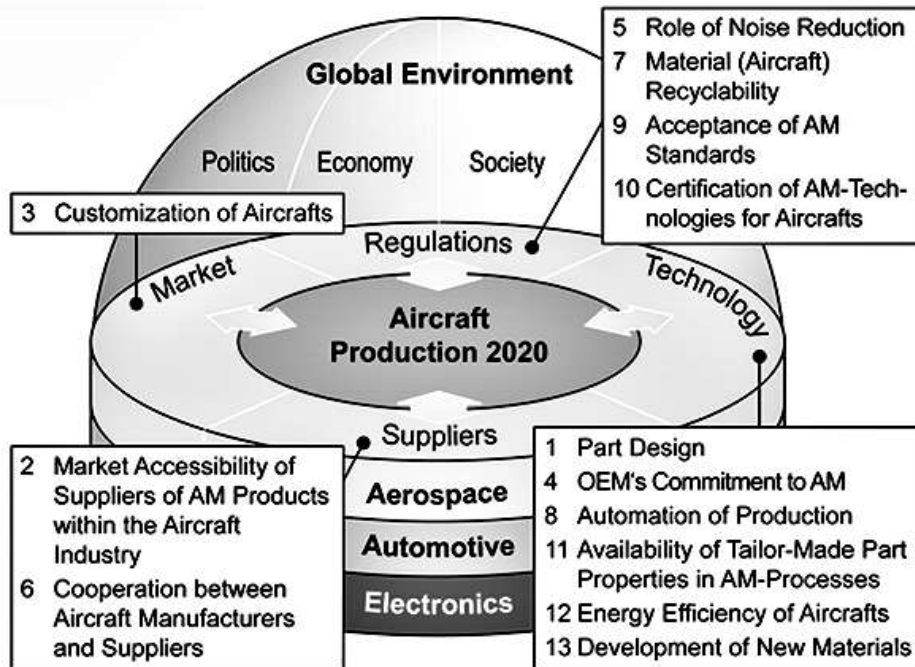 5 Role of Noise Reduction
7 Material (Aircraft)
Recyclability
9 Acceptance of AM
Standards
10 Certification of AM-Tech-
nologies for Aircrafts
Global Environment
Politics
Economy
Society
3 Customization of Aircrafts
Market
Regulations
Technology
Aircraft
Production 2020
Suppliers
Aerospace
Automotive
Electronics
2 Market Accessibility of
Suppliers of AM Products
within the Aircraft
Industry
6 Cooperation between
Aircraft Manufacturers
and Suppliers
1 Part Design
4 OEM's Commitment to AM
8 Automation of Production
11 Availability of Tailor-Made Part
Properties in AM-Processes
12 Energy Efficiency of Aircrafts
13 Development of New Materials